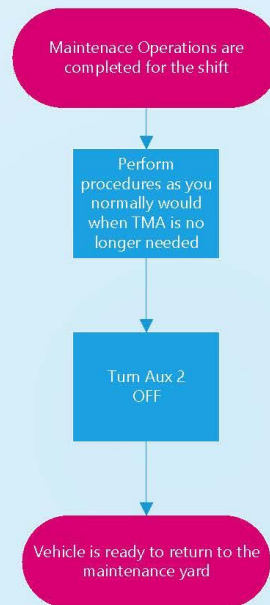 Maintenace Operations are
completed for the shift
Perform
procedures as you
normally would
when TMA is no
longer needed
Turn Aux 2
OFF
Vehicle is ready to return to the
maintenance yard